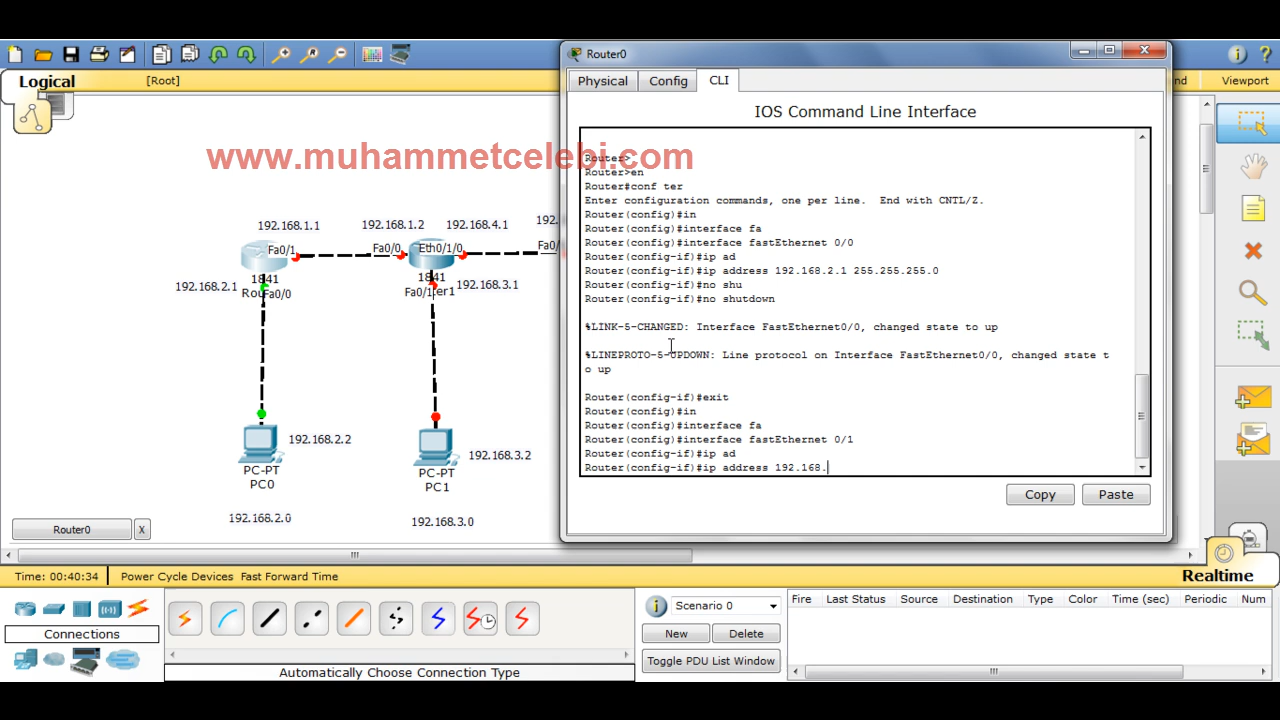 Router0
Logical
[Root]
nd
Viewport
Physical
Config
CLI
IOS Command Line Interface
www.muhammetcelebi.com
Router>
Router>en
Router#conf ter
Enter configuration commands, one per line.  End with CNTL/Z.
Router(config)#in
Router(config)#interface fa
Router(config)#interface fastEthernet 0/0
Router(config-if)#ip ad
Router(config-if)#ip address 192.168.2.1 255.255.255.0
Router(config-if)#no shu
Router(config-if)#no shutdown
%LINK-5-CHANGED: Interface FastEthernet0/0, changed state to up
%LINEPROTO-5-UPDOWN: Line protocol on Interface FastEthernet0/0, changed state t
o up
Router(config-if)#exit
Router(config)#in
Router(config)#interface fa
Router(config)#interface fastEthernet 0/1
Router(config-if)#ip ad
Router(config-if)#ip address 192.168.
Copy
Paste
192.168.1.1
192.168.1.2
192.168.4.1
192.
Fa0/1
Fa0/0
Eth0/1/0
Fa0/
1841
1841
192.168.2.1
Rou
Fa0/0
Fa0/1
ter1
192.168.3.1
192.168.2.2
192.168.3.2
PC-PT
PC0
PC-PT
PC1
192.168.2.0
192.168.3.0
Router0
X
Time: 00:40:34
Power Cycle Devices
Fast Forward Time
Realtime
Connections
Automatically Choose Connection Type
Scenario 0
New
Delete
Toggle PDU List Window
Fire
Last Status
Source
Destination
Type
Color
Time (sec)
Periodic
Num